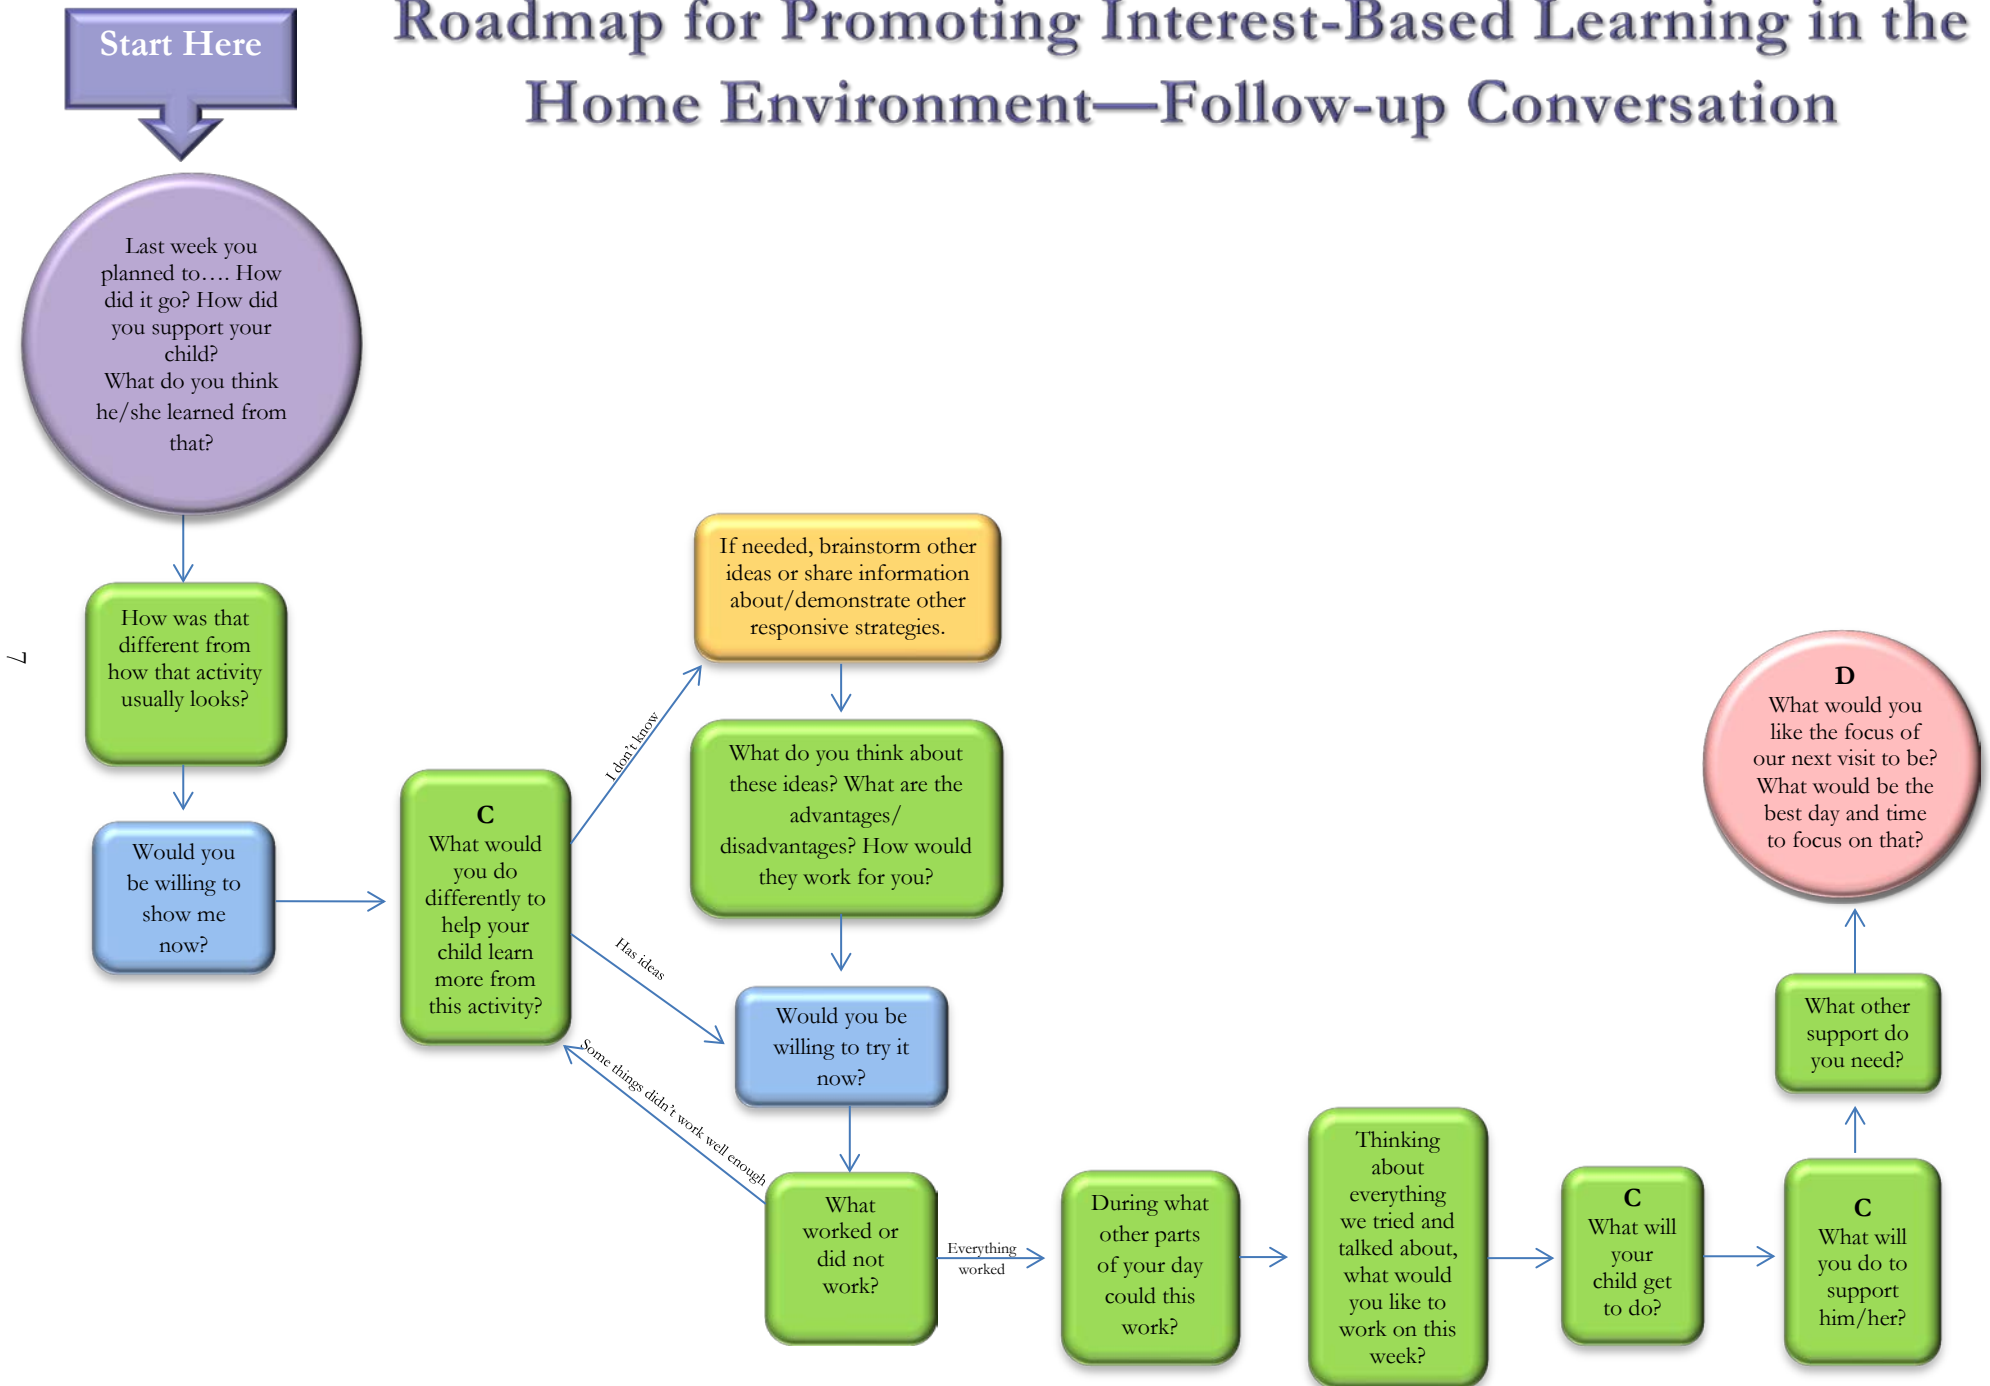 Start Here
Roadmap for Promoting Interest-Based Learning in the
Home Environment—Follow-up Conversation
Last week you
planned to…. How
did it go? How did
you support your
child?
What do you think
he/she learned from
that?
How was that
different from
how that activity
usually looks?
Would you
be willing to
show me
now?
C
What would
you do
differently to
help your
child learn
more from
this activity?
I don't know
If needed, brainstorm other
ideas or share information
about/demonstrate other
responsive strategies.
What do you think about
these ideas? What are the
advantages/
disadvantages? How would
they work for you?
Has ideas
Would you be
willing to try it
now?
Some things didn't work well enough
What
worked or
did not
work?
Everything
worked
During what
other parts
of your day
could this
work?
Thinking
about
everything
we tried and
talked about,
what would
you like to
work on this
week?
C
What will
your
child get
to do?
C
What will
you do to
support
him/her?
What other
support do
you need?
D
What would you
like the focus of
our next visit to be?
What would be the
best day and time
to focus on that?
7